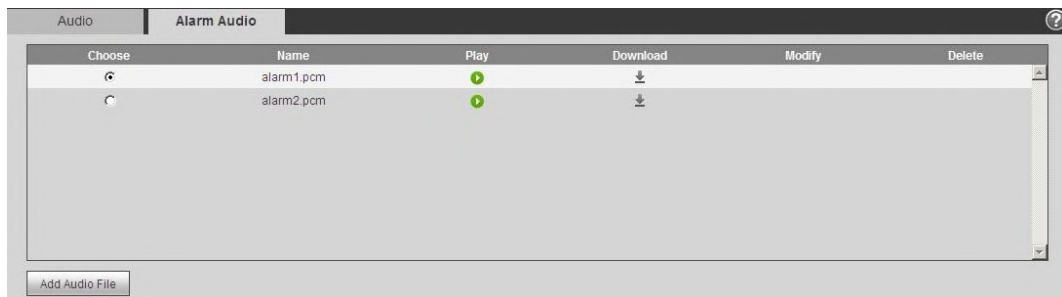 Audio Alarm Audio ?
Choose Name Play Download Modify Delete
alarm1.pcm
alarm2.pcm
Add Audio File